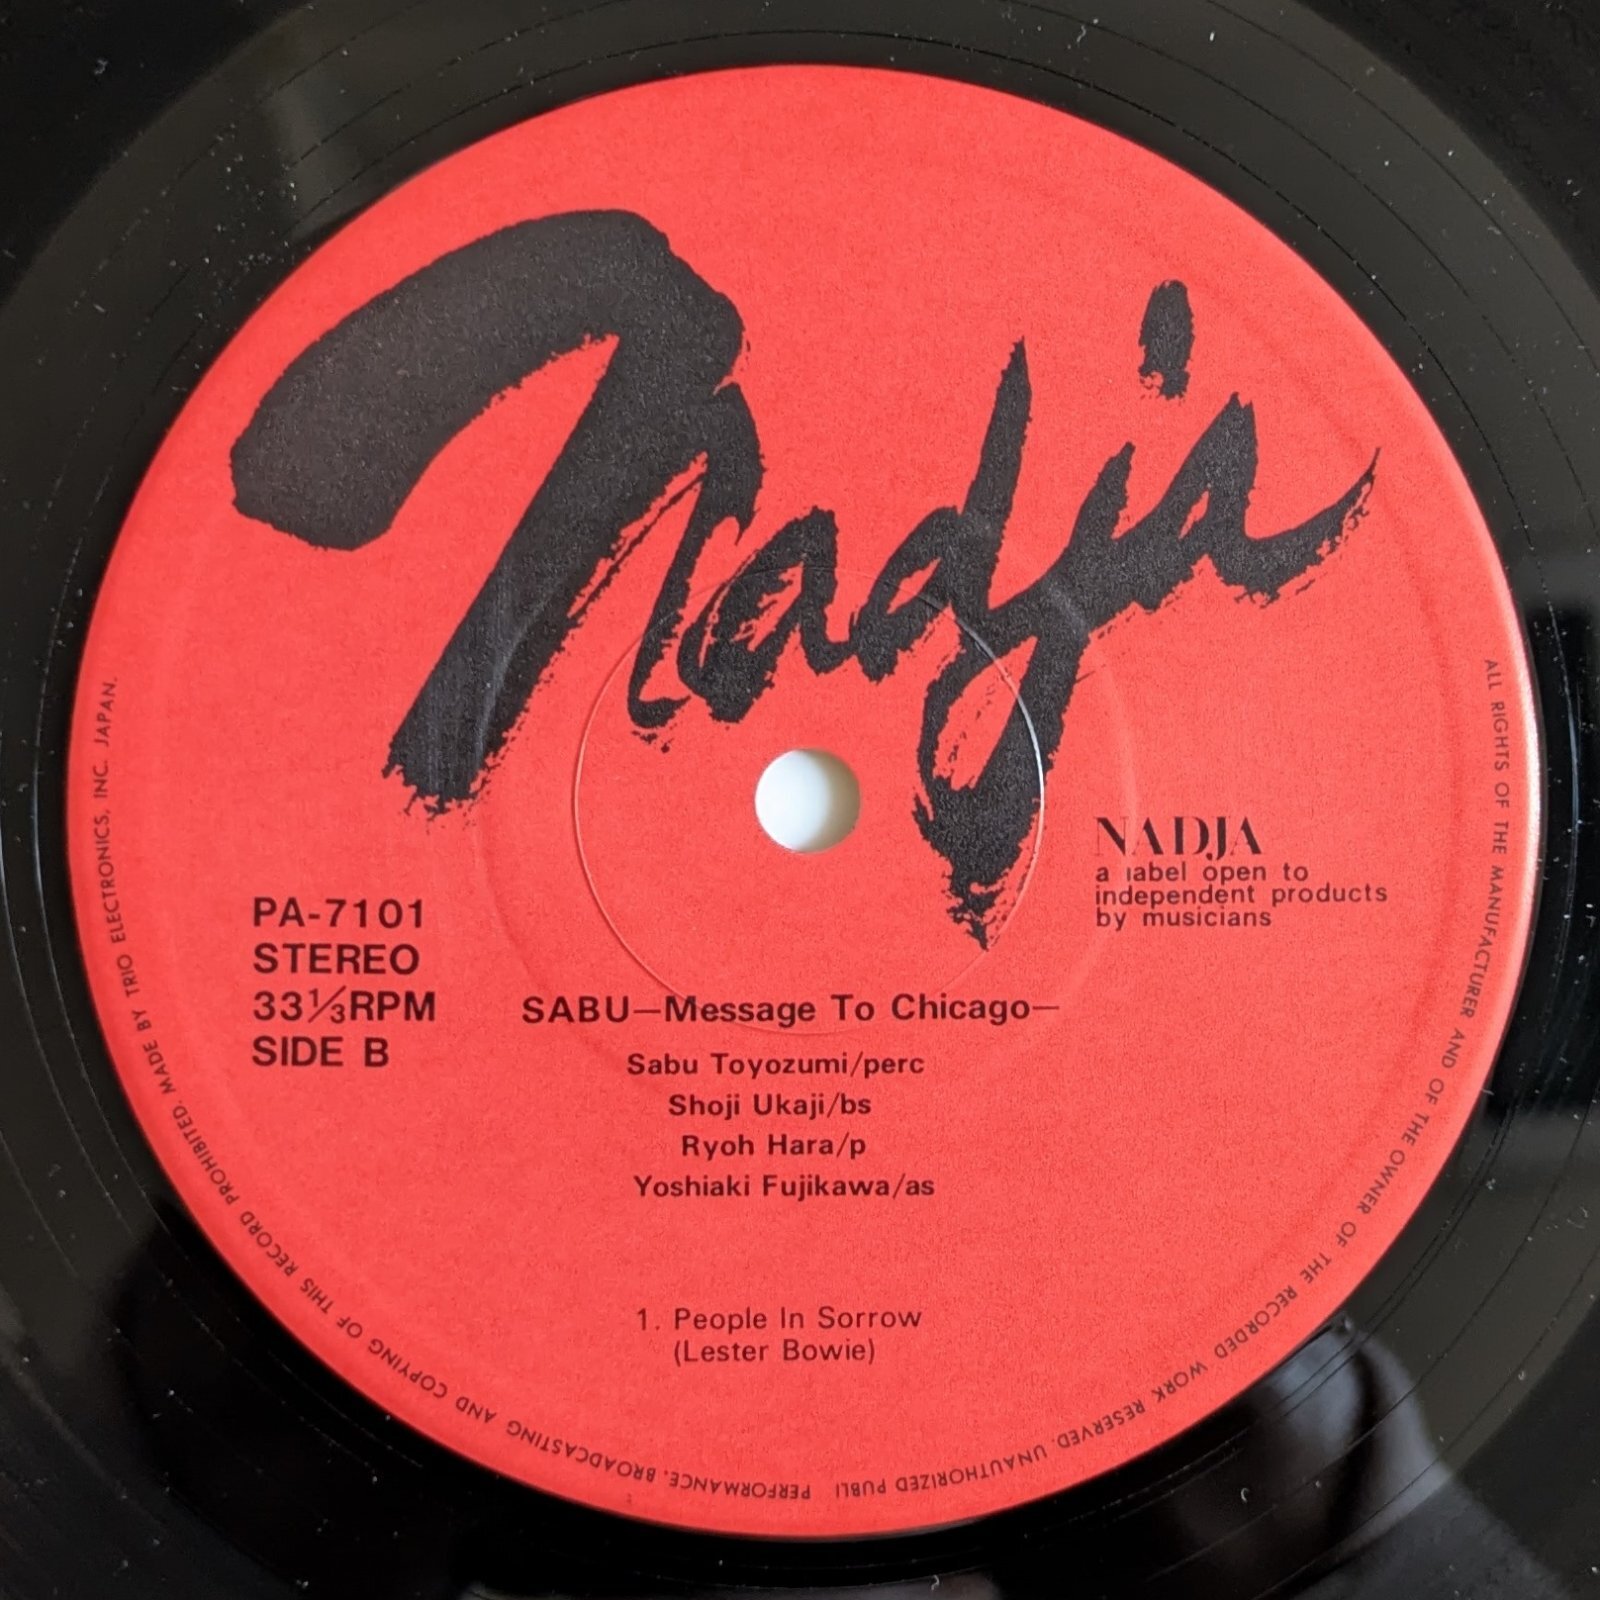 Nadja
NADJA
a label open to
independent products
by musicians
PA-7101
STEREO
33⅓RPM
SIDE B
SABU—Message To Chicago—
Sabu Toyozumi/perc
Shoji Ukaji/bs
Ryoh Hara/p
Yoshiaki Fujikawa/as
1. People In Sorrow
(Lester Bowie)
ALL RIGHTS OF THE MANUFACTURER AND OF THE OWNER OF THE RECORDED WORK RESERVED. UNAUTHORIZED PUBLI PERFORMANCE, BROADCASTING AND COPYING OF THIS RECORD PROHIBITED. MADE BY TRIO ELECTRONICS, INC. JAPAN.